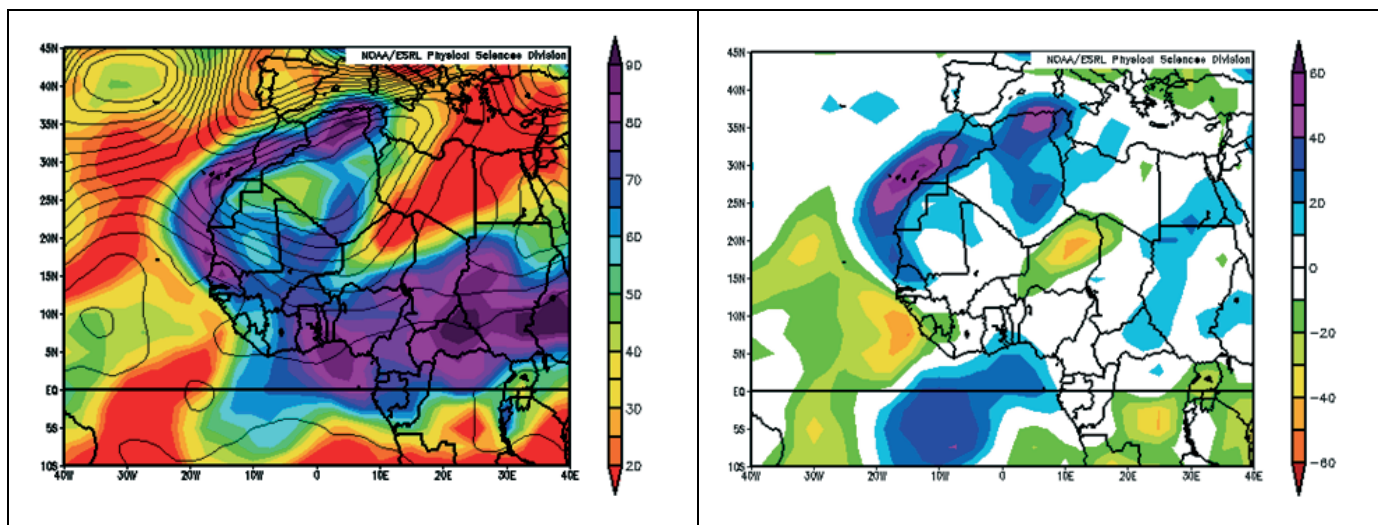 NOAA/ESRL Physical Sciences Division
45N
40N
35N
30N
25N
20N
15N
10N
5N
EQ
5S
10S
40W
30W
20W
10W
0
10E
20E
30E
40E
90
80
70
60
50
40
30
20
NOAA/ESRL Physical Sciences Division
45N
40N
35N
30N
25N
20N
15N
10N
5N
EQ
5S
10S
40W
30W
20W
10W
0
10E
20E
30E
40E
60
40
20
0
-20
-40
-60